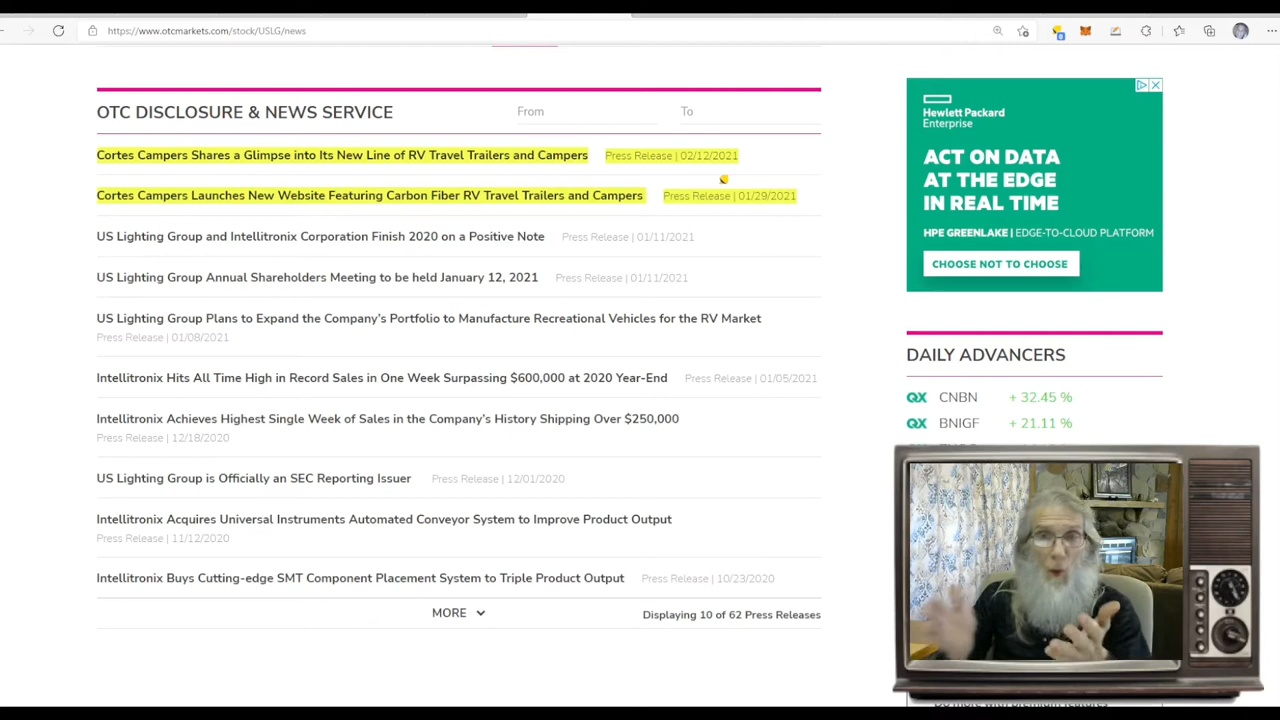 https://www.otcmarkets.com/stock/USLG/news
OTC DISCLOSURE & NEWS SERVICE
From
To
Cortes Campers Shares a Glimpse into Its New Line of RV Travel Trailers and Campers Press Release | 02/12/2021
Cortes Campers Launches New Website Featuring Carbon Fiber RV Travel Trailers and Campers Press Release | 01/29/2021
US Lighting Group and Intellitronix Corporation Finish 2020 on a Positive Note Press Release | 01/11/2021
US Lighting Group Annual Shareholders Meeting to be held January 12, 2021 Press Release | 01/11/2021
US Lighting Group Plans to Expand the Company's Portfolio to Manufacture Recreational Vehicles for the RV Market
Press Release | 01/08/2021
Intellitronix Hits All Time High in Record Sales in One Week Surpassing $600,000 at 2020 Year-End Press Release | 01/05/2021
Intellitronix Achieves Highest Single Week of Sales in the Company's History Shipping Over $250,000
Press Release | 12/18/2020
US Lighting Group is Officially an SEC Reporting Issuer Press Release | 12/01/2020
Intellitronix Acquires Universal Instruments Automated Conveyor System to Improve Product Output
Press Release | 11/12/2020
Intellitronix Buys Cutting-edge SMT Component Placement System to Triple Product Output Press Release | 10/23/2020
MORE
Displaying 10 of 62 Press Releases
Hewlett Packard
Enterprise
ACT ON DATA
AT THE EDGE
IN REAL TIME
HPE GREENLAKE | EDGE-TO-CLOUD PLATFORM
CHOOSE NOT TO CHOOSE
DAILY ADVANCERS
QX CNBN + 32.45 %
QX BNIGF + 21.11 %